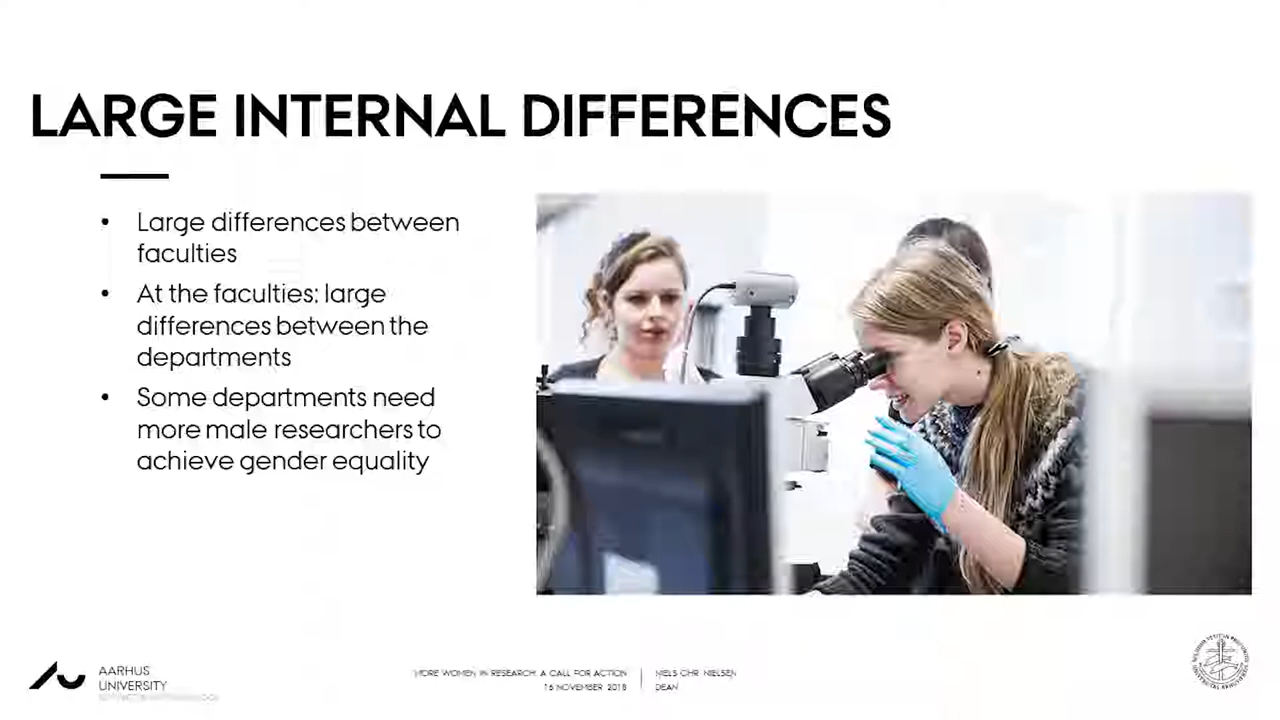 LARGE INTERNAL DIFFERENCES
• Large differences between
faculties
• At the faculties: large
differences between the
departments
• Some departments need
more male researchers to
achieve gender equality
AARHUS
UNIVERSITY
MORE WOMEN IN RESEARCH: A CALL FOR ACTION
16 NOVEMBER 2018
NIELS CHR. NIELSEN
DEAN